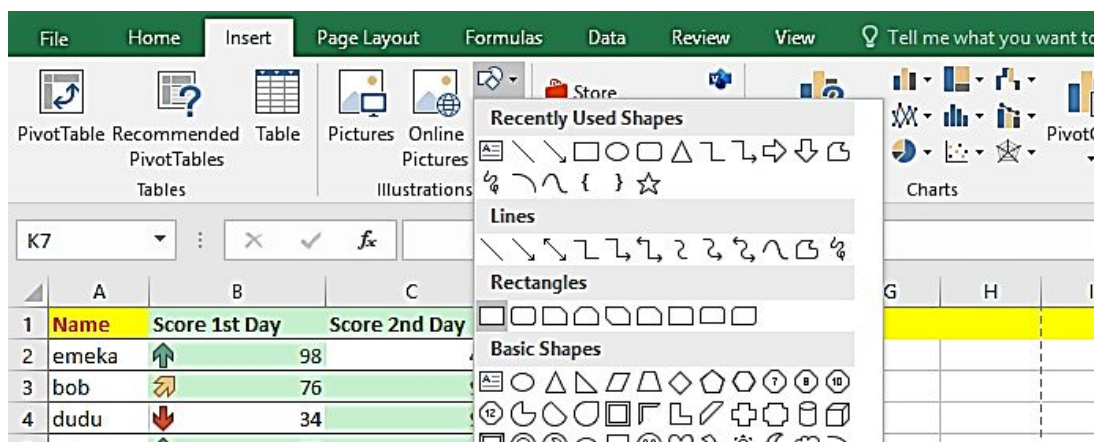 File Home Insert Page Layout Formulas Data Review View Tell me what you want to
Store
PivotTable Recommended PivotTables Table Pictures Online Pictures
Tables Illustrations Charts
Recently Used Shapes
Lines
K7 fx
Rectangles
A B C G H
1 Name Score 1st Day Score 2nd Day
Basic Shapes
2 emeka 98
3 bob 76
4 dudu 34